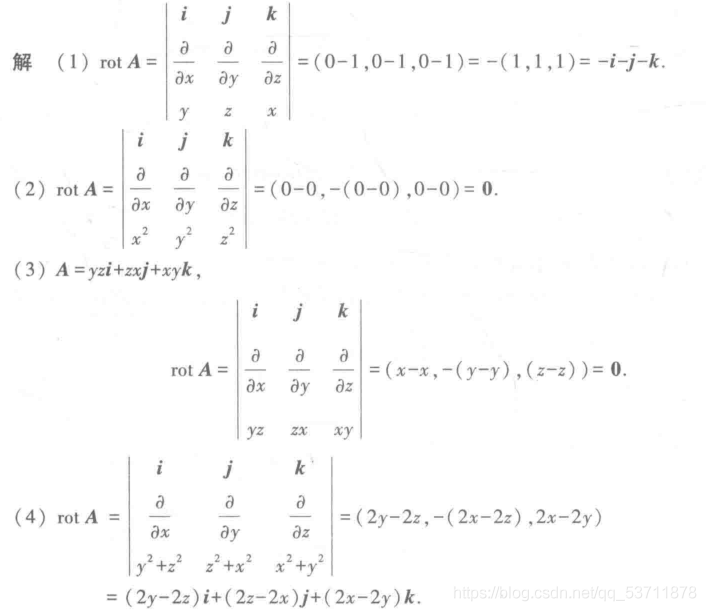 解 (1) rot A = | i j k |
| ∂/∂x ∂/∂y ∂/∂z | =(0-1,0-1,0-1)= -(1,1,1)= -i-j-k.
| y z x |
(2) rot A = | i j k |
| ∂/∂x ∂/∂y ∂/∂z | =(0-0,-(0-0),0-0)= 0.
| x² y² z² |
(3) A = yzi+zxj+xyk,
rot A = | i j k |
| ∂/∂x ∂/∂y ∂/∂z | =(x-x,-(y-y),(z-z))= 0.
| yz zx xy |
(4) rot A = | i j k |
| ∂/∂x ∂/∂y ∂/∂z | =(2y-2z,-(2x-2z),2x-2y)
| y²+z² z²+x² x²+y² |
= (2y-2z)i+(2z-2x)j+(2x-2y)k.
https://blog.csdn.net/qq_53711878